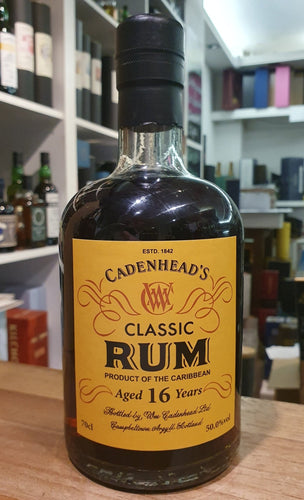 ESTD. 1842
CADENHEAD'S
CLASSIC
RUM
PRODUCT OF THE CARIBBEAN
Aged 16 Years
Bottled by, Wm Cadenhead Ltd.
70cl Campbeltown, Argyll, Scotland 50.0%vol